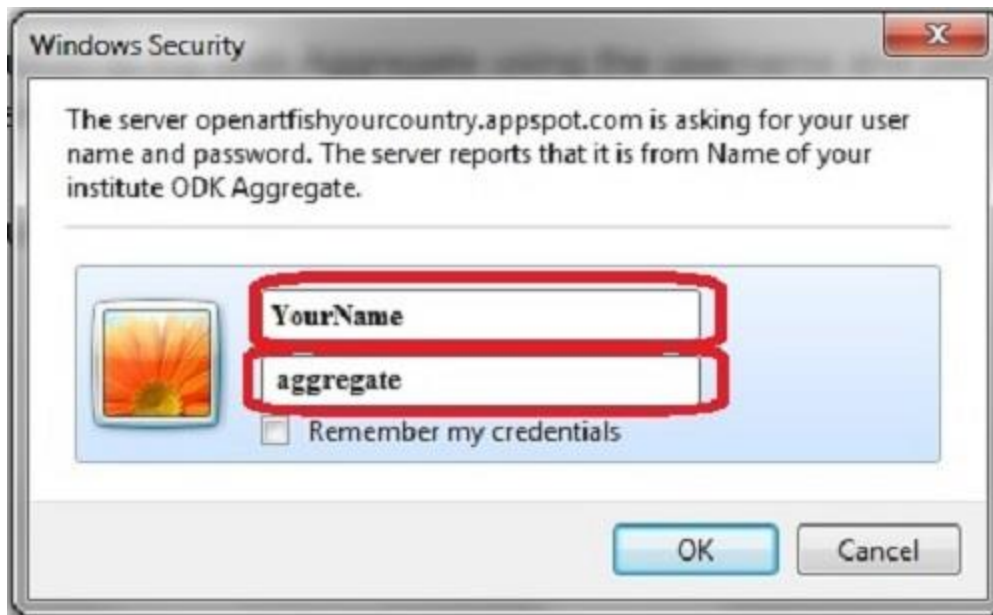 Windows Security
The server openartfishyourcountry.appspot.com is asking for your user
name and password. The server reports that it is from Name of your
institute ODK Aggregate.
YourName
aggregate
Remember my credentials
OK
Cancel